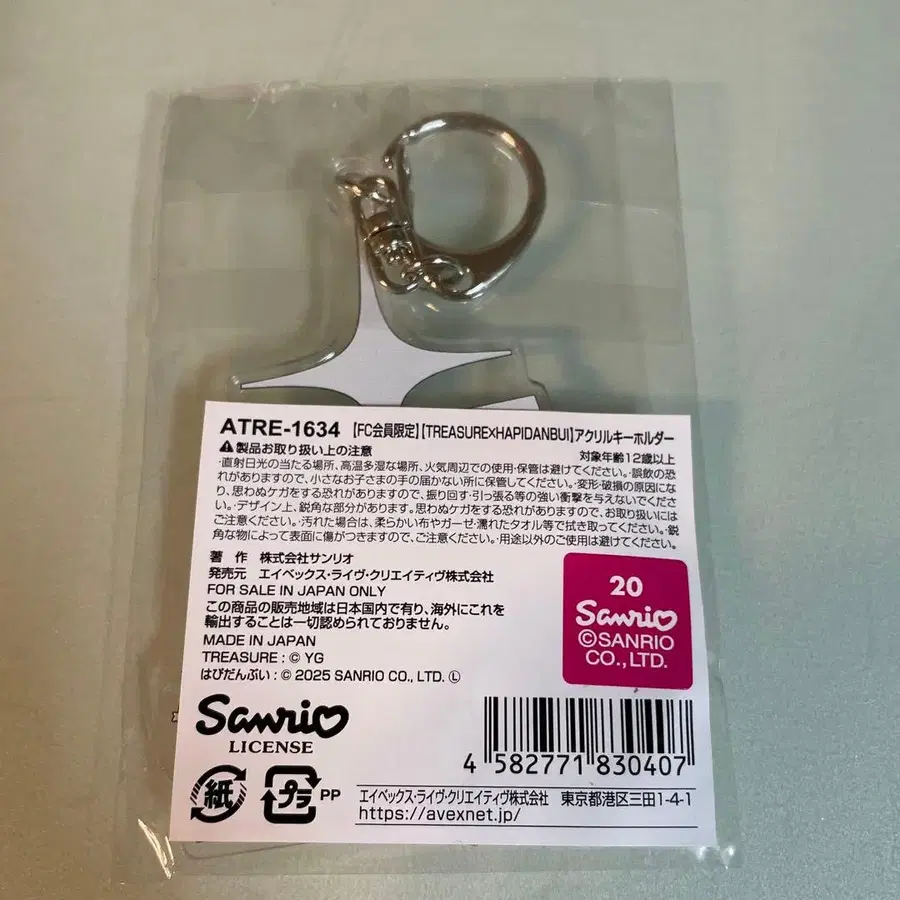 ATRE-1634 【FC会員限定】【TREASURE×HAPIDANBUI】アクリルキーホルダー
⚠製品お取り扱い上の注意 対象年齢12歳以上
・直射日光の当たる場所、高温多湿な場所、火気周辺での使用・保管は避けてください。・誤飲の恐
れがありますので、小さなお子さまの手の届かない所に保管してください。・変形・破損の原因にな
り、思わぬケガをする恐れがありますので、振り回す・引っ張る等の強い衝撃を与えないでくださ
い。・デザイン上、鋭角な部分があります。思わぬケガをする恐れがありますので、お取り扱いには
ご注意ください。・汚れた場合は、柔らかい布やガーゼ・濡れたタオル等で拭き取ってください。・鋭
角な物によって表面に傷がつきますので、ご注意ください。・用途以外のご使用は避けてください。
著 作 株式会社サンリオ
発売元 エイベックス・ライヴ・クリエイティヴ株式会社
FOR SALE IN JAPAN ONLY
この商品の販売地域は日本国内で有り、海外にこれを
輸出することは一切認められておりません。
MADE IN JAPAN
TREASURE : © YG
はぴだんぶい : © 2025 SANRIO CO., LTD. Ⓛ
20
Sanrio
©SANRIO
CO.,LTD.
Sanrio
LICENSE
4 582771 830407
紙
プラ PP
エイベックス・ライヴ・クリエイティヴ株式会社 東京都港区三田1-4-1
https://avexnet.jp/